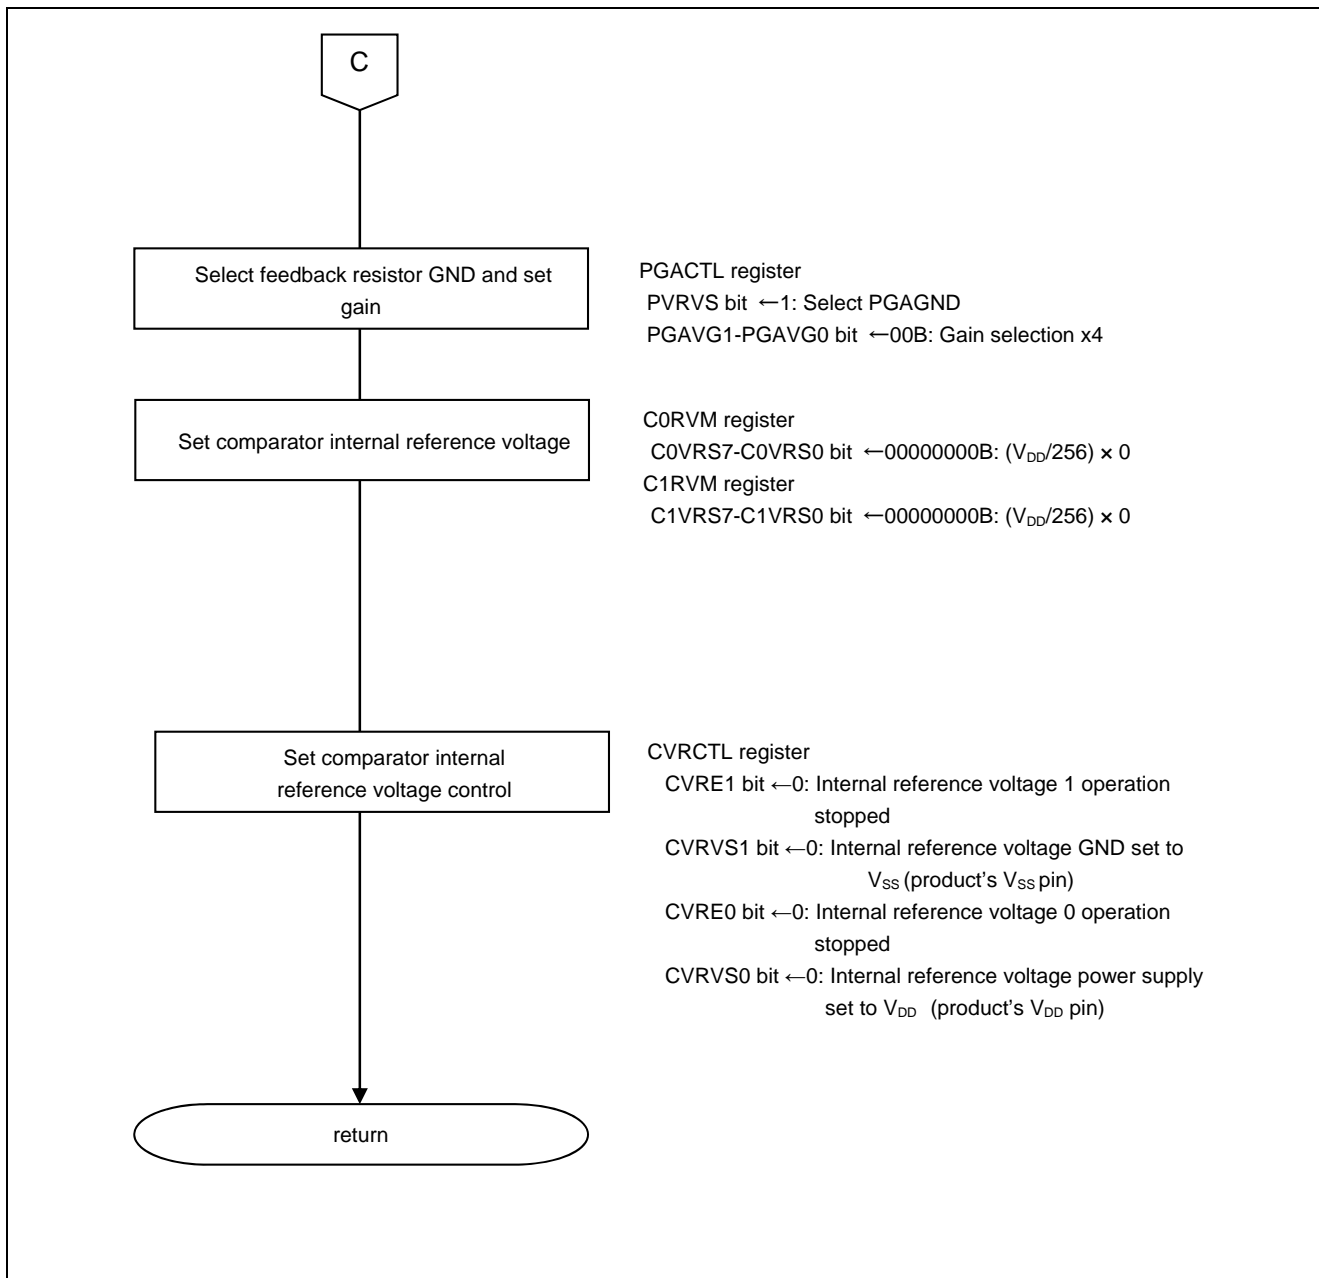 C
Select feedback resistor GND and set
gain
PGACTL register
PVRVS bit ←1: Select PGAGND
PGAVG1-PGAVG0 bit ←00B: Gain selection x4
Set comparator internal reference voltage
C0RVM register
C0VRS7-C0VRS0 bit ←00000000B: (VDD/256) × 0
C1RVM register
C1VRS7-C1VRS0 bit ←00000000B: (VDD/256) × 0
Set comparator internal
reference voltage control
CVRCTL register
CVRE1 bit ←0: Internal reference voltage 1 operation
stopped
CVRVS1 bit ←0: Internal reference voltage GND set to
VSS (product's VSS pin)
CVRE0 bit ←0: Internal reference voltage 0 operation
stopped
CVRVS0 bit ←0: Internal reference voltage power supply
set to VDD (product's VDD pin)
return